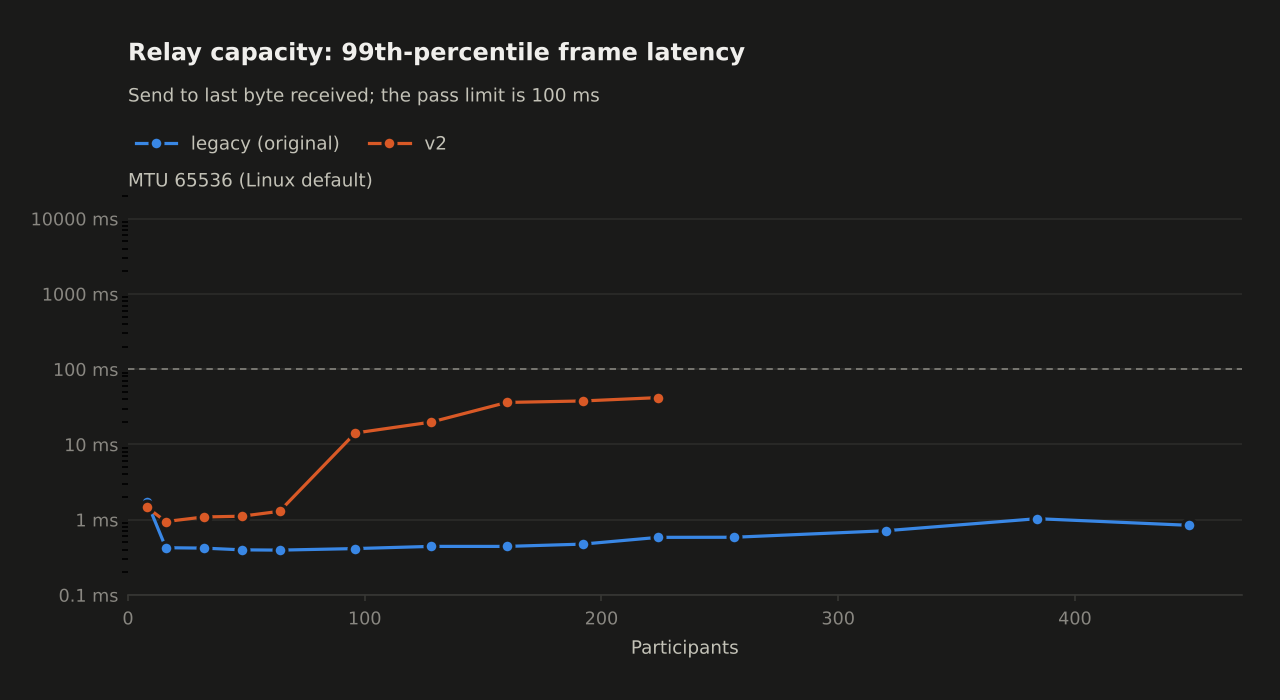 Relay capacity: 99th-percentile frame latency
Send to last byte received; the pass limit is 100 ms
legacy (original) v2
MTU 65536 (Linux default)
10000 ms
1000 ms
100 ms
10 ms
1 ms
0.1 ms
0 100 200 300 400
Participants